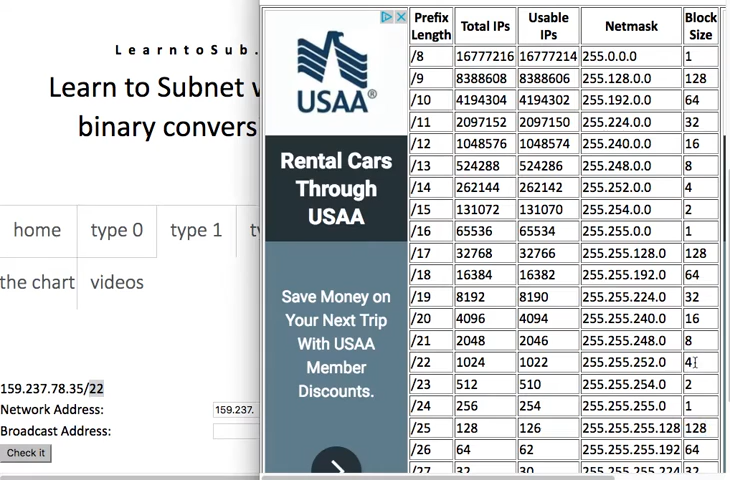 LearntoSub.
Learn to Subnet w
binary convers
home
type 0
type 1
the chart
videos
159.237.78.35/22
Network Address:
159.237.
Broadcast Address:
Check it
USAA®
Rental Cars
Through
USAA
Save Money on
Your Next Trip
With USAA
Member
Discounts.
Prefix Length Total IPs Usable IPs Netmask Block Size
/8 16777216 16777214 255.0.0.0 1
/9 8388608 8388606 255.128.0.0 128
/10 4194304 4194302 255.192.0.0 64
/11 2097152 2097150 255.224.0.0 32
/12 1048576 1048574 255.240.0.0 16
/13 524288 524286 255.248.0.0 8
/14 262144 262142 255.252.0.0 4
/15 131072 131070 255.254.0.0 2
/16 65536 65534 255.255.0.0 1
/17 32768 32766 255.255.128.0 128
/18 16384 16382 255.255.192.0 64
/19 8192 8190 255.255.224.0 32
/20 4096 4094 255.255.240.0 16
/21 2048 2046 255.255.248.0 8
/22 1024 1022 255.255.252.0 4
/23 512 510 255.255.254.0 2
/24 256 254 255.255.255.0 1
/25 128 126 255.255.255.128 128
/26 64 62 255.255.255.192 64
/27 32 30 255.255.255.224 32